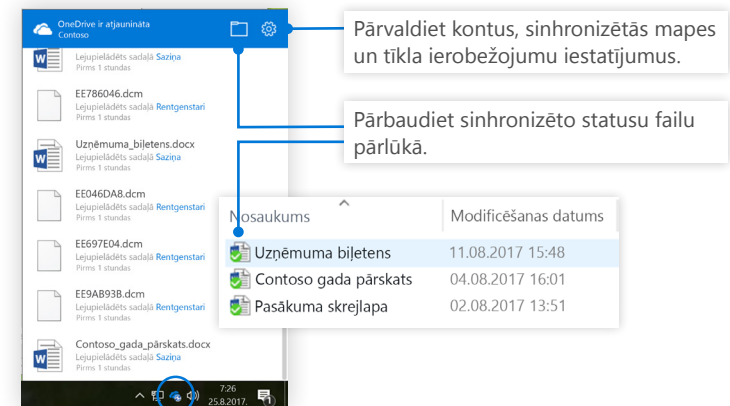 OneDrive ir atjaunināta
Contoso
Lejupielādēts sadaļā Saziņa
Pirms 1 stundas
EE786046.dcm
Lejupielādēts sadaļā Rentgenstari
Pirms 1 stundas
Uzņēmuma_biļetens.docx
Lejupielādēts sadaļā Saziņa
Pirms 1 stundas
EE046DA8.dcm
Lejupielādēts sadaļā Rentgenstari
Pirms 1 stundas
EE697E04.dcm
Lejupielādēts sadaļā Rentgenstari
Pirms 1 stundas
EE9AB93B.dcm
Lejupielādēts sadaļā Rentgenstari
Pirms 1 stundas
Contoso_gada_pārskats.docx
Lejupielādēts sadaļā Saziņa
Pirms 1 stundas
7:26
25.8.2017.
1
Pārvaldiet kontus, sinhronizētās mapes
un tīkla ierobežojumu iestatījumus.
Pārbaudiet sinhronizēto statusu failu
pārlūkā.
Nosaukums Modificēšanas datums
Uzņēmuma biļetens 11.08.2017 15:48
Contoso gada pārskats 04.08.2017 16:01
Pasākuma skrejlapa 02.08.2017 13:51